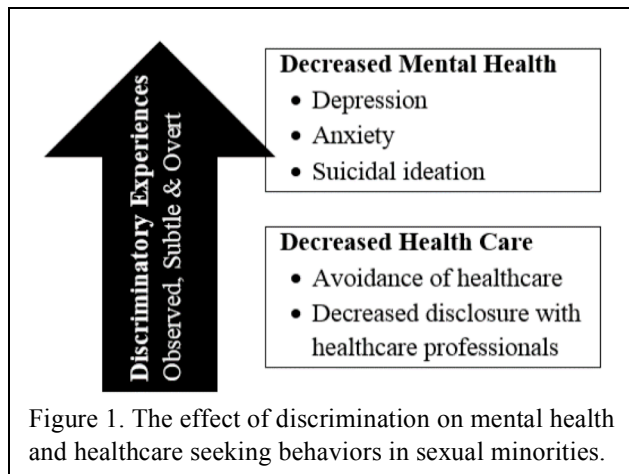 Discriminatory Experiences
Observed, Subtle & Overt
Decreased Mental Health
• Depression
• Anxiety
• Suicidal ideation
Decreased Health Care
• Avoidance of healthcare
• Decreased disclosure with
healthcare professionals
Figure 1. The effect of discrimination on mental health
and healthcare seeking behaviors in sexual minorities.